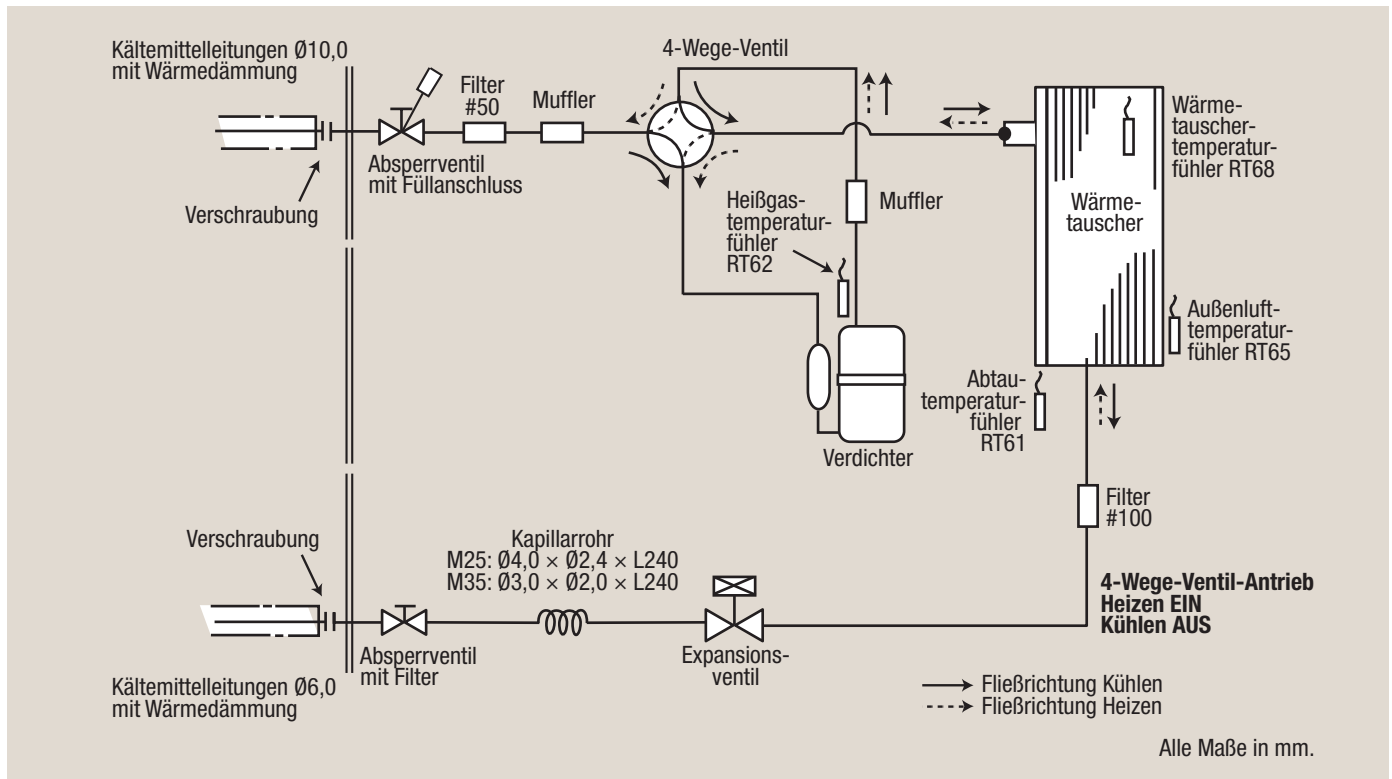 Kältemittelleitungen Ø10,0
mit Wärmedämmung
Filter
#50
Muffler
4-Wege-Ventil
Absperrventil
mit Füllanschluss
Verschraubung
Heißgas-
temperatur-
fühler
RT62
Muffler
Wärme-
tauscher-
temperatur-
fühler RT68
Wärme-
tauscher
Außenluft-
temperatur-
fühler RT65
Abtau-
temperatur-
fühler
RT61
Verdichter
Filter
#100
Verschraubung
Kapillarrohr
M25: Ø4,0 × Ø2,4 × L240
M35: Ø3,0 × Ø2,0 × L240
4-Wege-Ventil-Antrieb
Heizen EIN
Kühlen AUS
Absperrventil
mit Filter
Expansions-
ventil
Kältemittelleitungen Ø6,0
mit Wärmedämmung
Fließrichtung Kühlen
Fließrichtung Heizen
Alle Maße in mm.